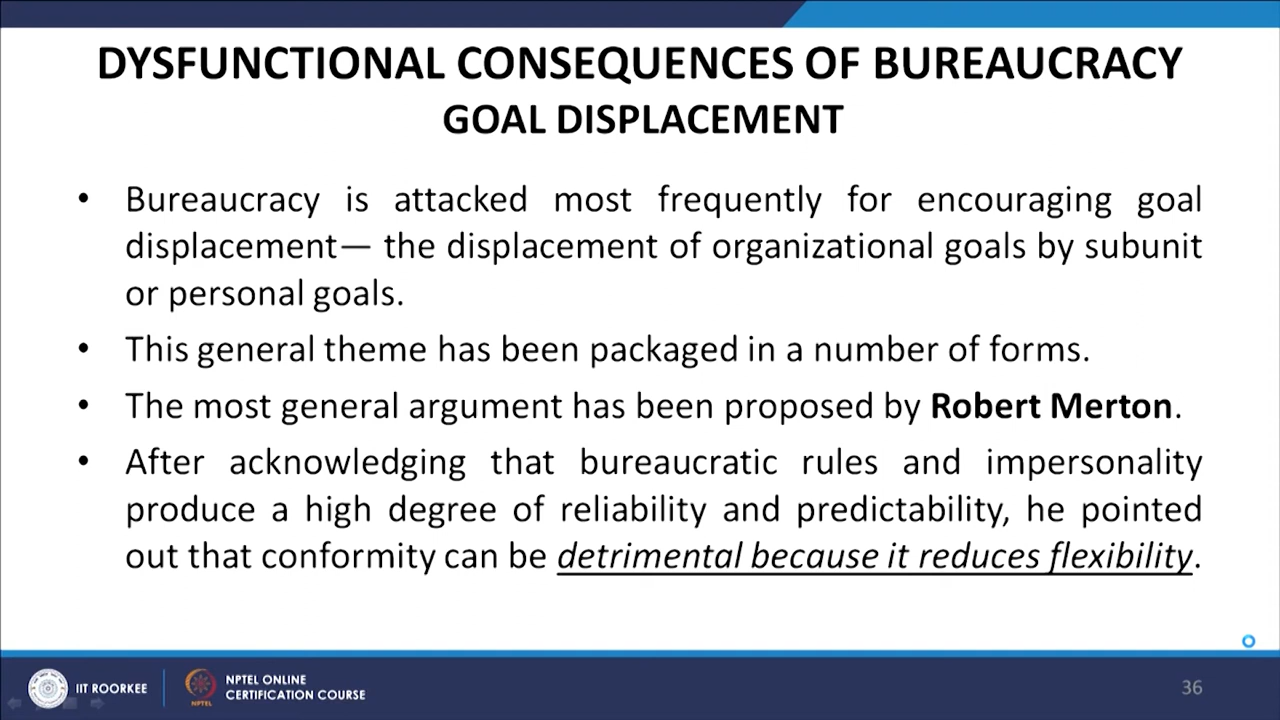 DYSFUNCTIONAL CONSEQUENCES OF BUREAUCRACY
GOAL DISPLACEMENT
• Bureaucracy is attacked most frequently for encouraging goal
displacement— the displacement of organizational goals by subunit
or personal goals.
• This general theme has been packaged in a number of forms.
• The most general argument has been proposed by Robert Merton.
• After acknowledging that bureaucratic rules and impersonality
produce a high degree of reliability and predictability, he pointed
out that conformity can be detrimental because it reduces flexibility.
IIT ROORKEE
NPTEL
NPTEL ONLINE
CERTIFICATION COURSE
36